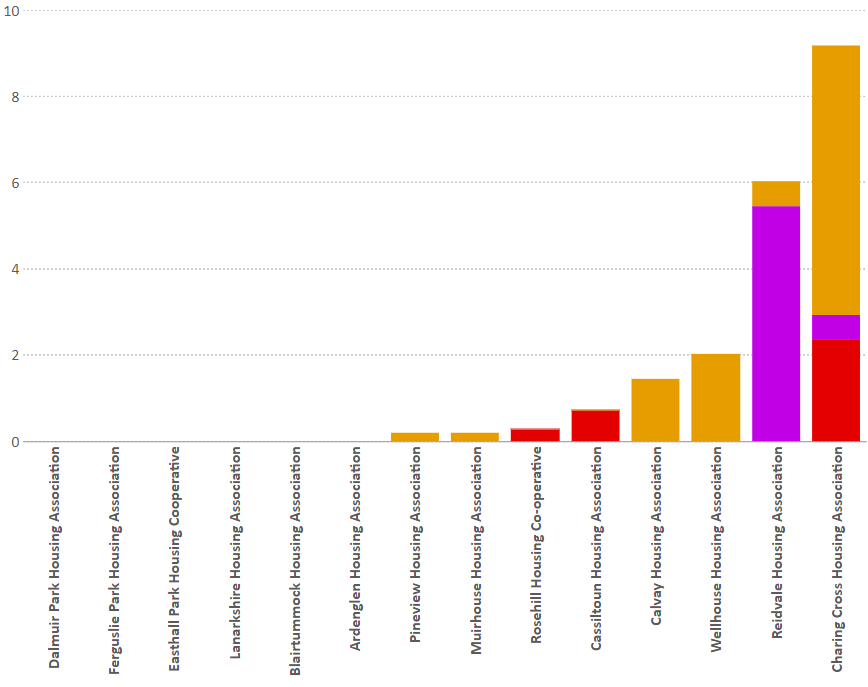 10
8
6
4
2
0
Dalmuir Park Housing Association
Ferguslie Park Housing Association
Easthall Park Housing Cooperative
Lanarkshire Housing Association
Blairtummock Housing Association
Ardenglen Housing Association
Pineview Housing Association
Muirhouse Housing Association
Rosehill Housing Co-operative
Cassiltoun Housing Association
Calvay Housing Association
Wellhouse Housing Association
Reidvale Housing Association
Charing Cross Housing Association